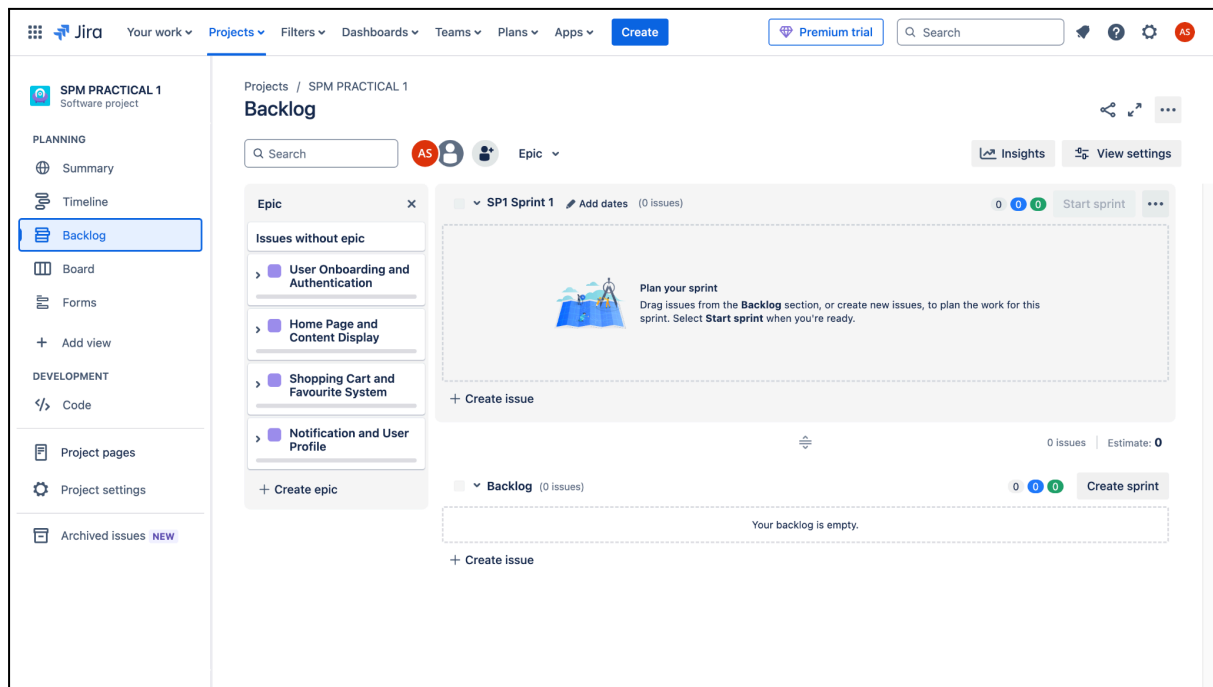 Jira
Your work
Projects
Filters
Dashboards
Teams
Plans
Apps
Create
Premium trial
Search
AS
SPM PRACTICAL 1
Software project
PLANNING
Summary
Timeline
Backlog
Board
Forms
Add view
DEVELOPMENT
Code
Project pages
Project settings
Archived issues NEW
Projects / SPM PRACTICAL 1
Backlog
Search
AS
Epic
Insights
View settings
Epic
Issues without epic
User Onboarding and
Authentication
Home Page and
Content Display
Shopping Cart and
Favourite System
Notification and User
Profile
+ Create epic
SP1 Sprint 1 Add dates (0 issues)
0 0 0
Start sprint
Plan your sprint
Drag issues from the Backlog section, or create new issues, to plan the work for this
sprint. Select Start sprint when you're ready.
+ Create issue
0 issues | Estimate: 0
Backlog (0 issues)
0 0 0
Create sprint
Your backlog is empty.
+ Create issue